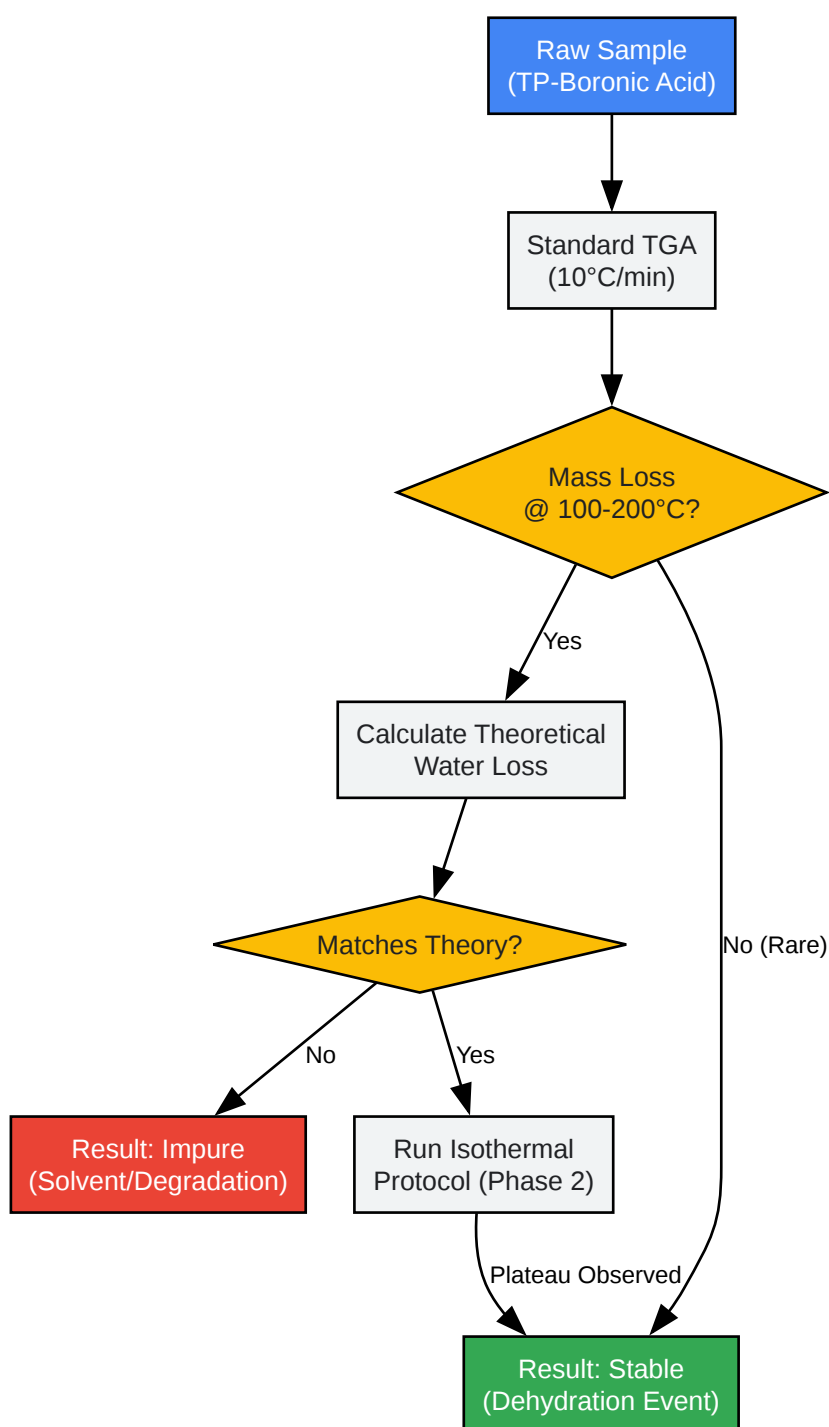 Raw Sample
(TP-Boronic Acid)
Standard TGA
(10°C/min)
Mass Loss
@ 100-200°C?
Yes
Calculate Theoretical
Water Loss
Matches Theory?
No (Rare)
No
Yes
Result: Impure
(Solvent/Degradation)
Run Isothermal
Protocol (Phase 2)
Plateau Observed
Result: Stable
(Dehydration Event)